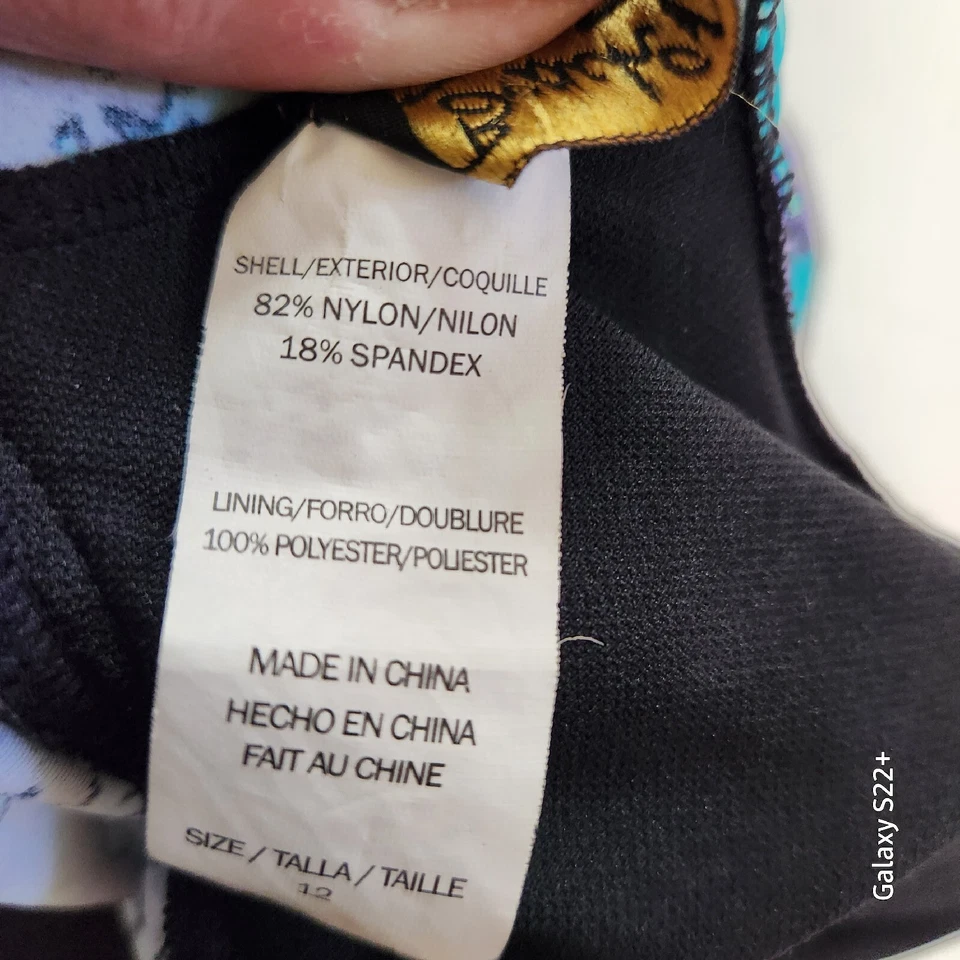 SHELL/EXTERIOR/COQUILLE
82% NYLON/NILON
18% SPANDEX
LINING/FORRO/DOUBLURE
100% POLYESTER/POLIESTER
MADE IN CHINA
HECHO EN CHINA
FAIT AU CHINE
SIZE / TALLA / TAILLE
12
Galaxy S22+